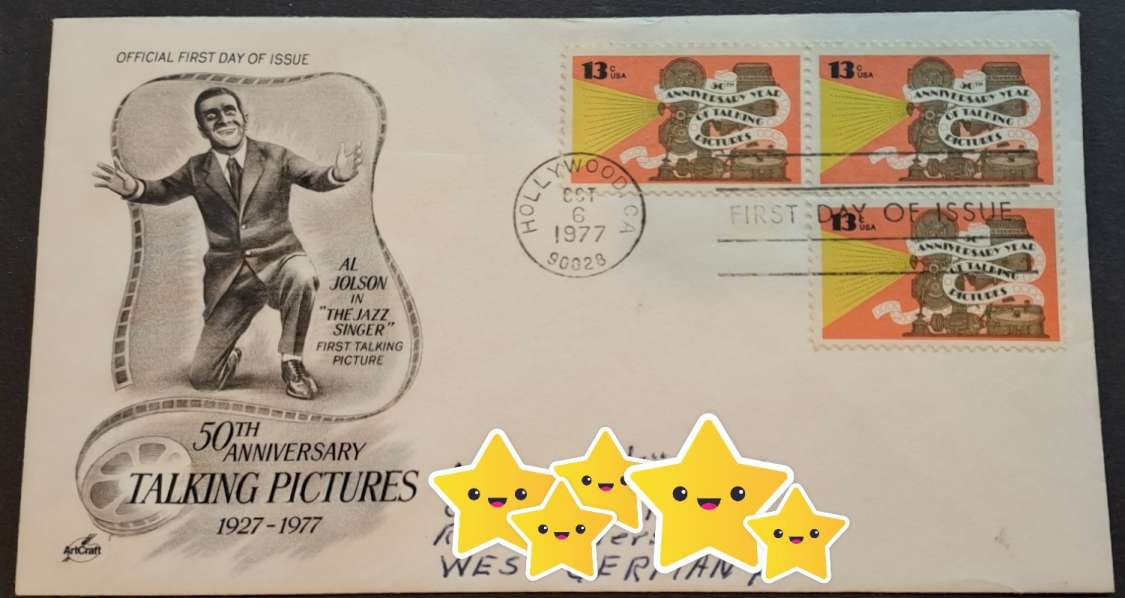 OFFICIAL FIRST DAY OF ISSUE
AL
JOLSON
IN
"THE JAZZ
SINGER"
FIRST TALKING
PICTURE
50TH
ANNIVERSARY
TALKING PICTURES
1927-1977
ArtCraft
13c
USA
50TH
ANNIVERSARY YEAR
OF TALKING
PICTURES
13c
USA
50TH
ANNIVERSARY YEAR
OF TALKING
PICTURES
HOLLYWOOD, CA
OCT
6
1977
90028
FIRST DAY OF ISSUE
13c
USA
50TH
ANNIVERSARY YEAR
OF TALKING
PICTURES
WEST GERMANY